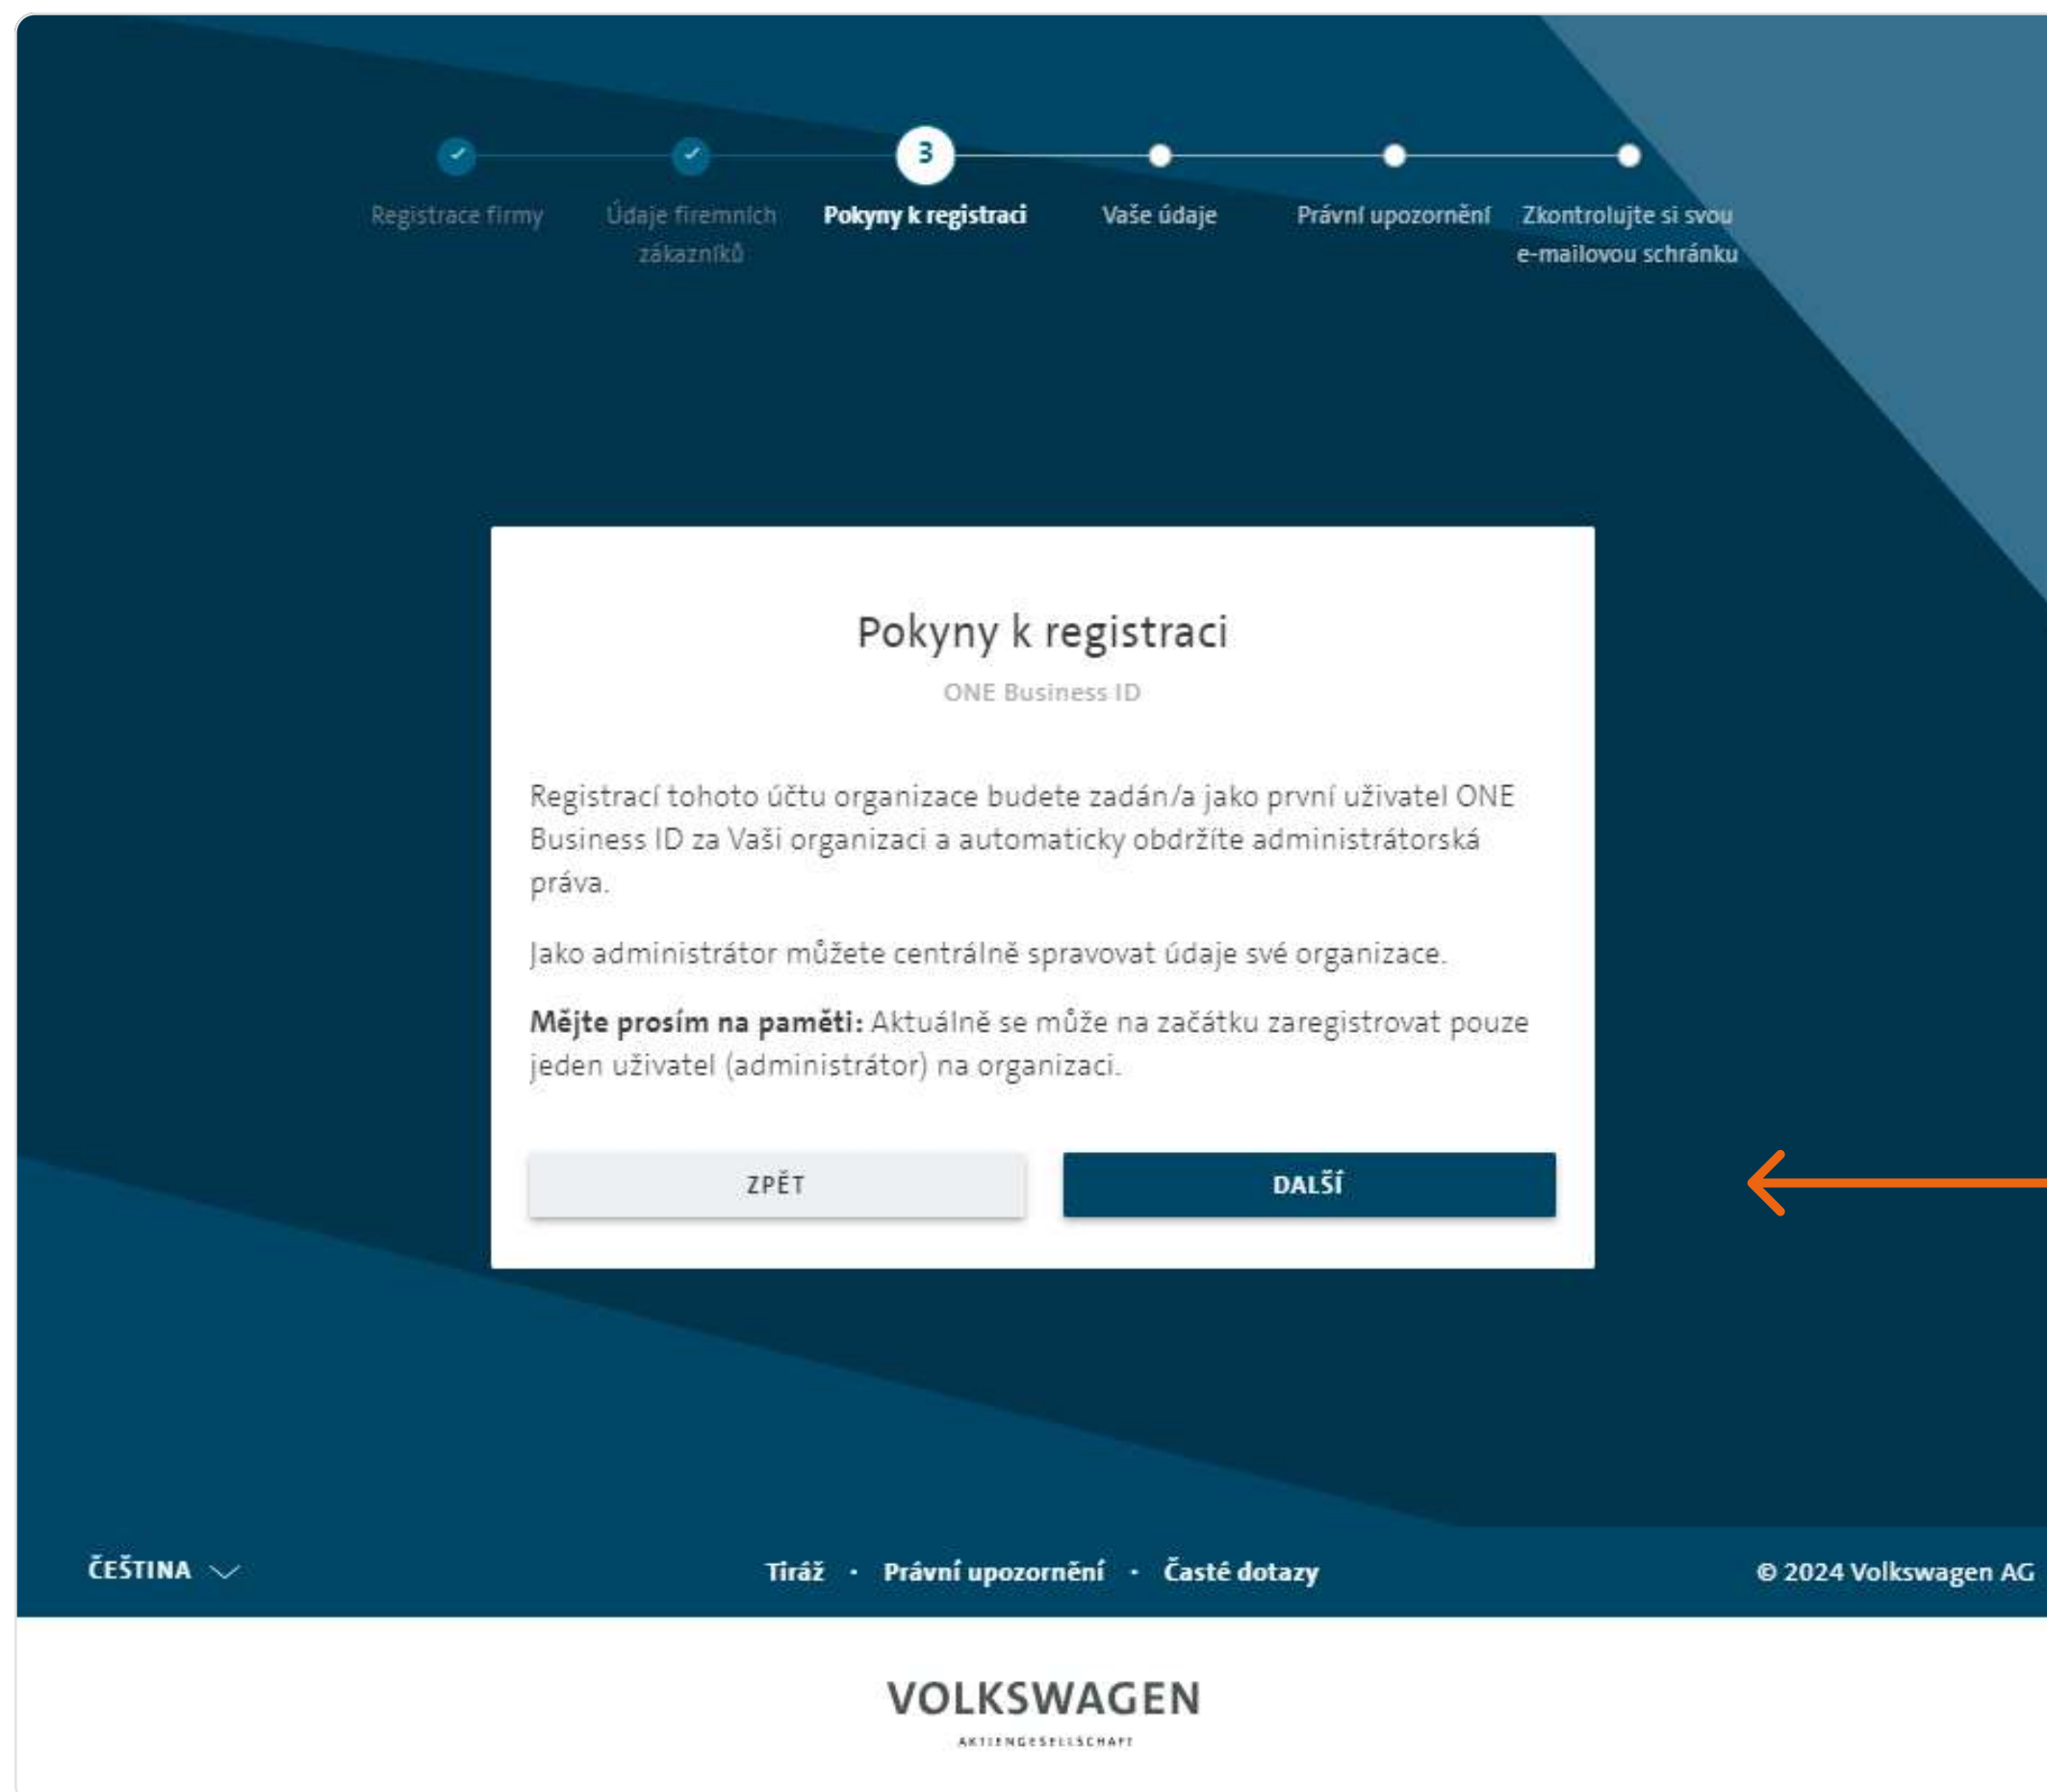 3
Registrace firmy
Údaje firemních
zákazníků
Pokyny k registraci
Vaše údaje
Právní upozornění
Zkontrolujte si svou
e-mailovou schránku
Pokyny k registraci
ONE Business ID
Registrací tohoto účtu organizace budete zadán/a jako první uživatel ONE
Business ID za Vaši organizaci a automaticky obdržíte administrátorská
práva.
Jako administrátor můžete centrálně spravovat údaje své organizace.
Mějte prosím na paměti: Aktuálně se může na začátku zaregistrovat pouze
jeden uživatel (administrátor) na organizaci.
ZPĚT
DALŠÍ
ČEŠTINA
Tiráž · Právní upozornění · Časté dotazy
© 2024 Volkswagen AG
VOLKSWAGEN
AKTIENGESELLSCHAFT